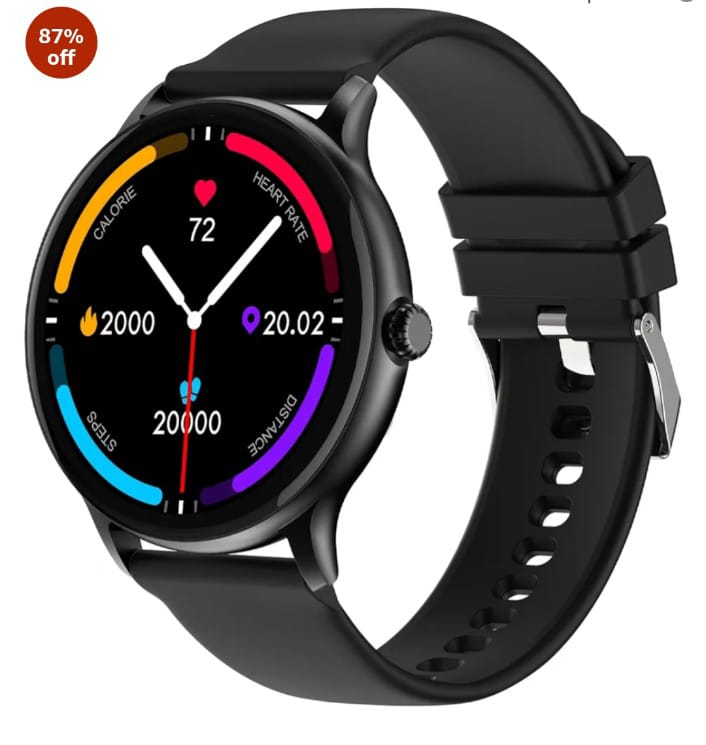 87%
off
CALORIE
HEART RATE
72
2000
20.02
STEPS
DISTANCE
20000